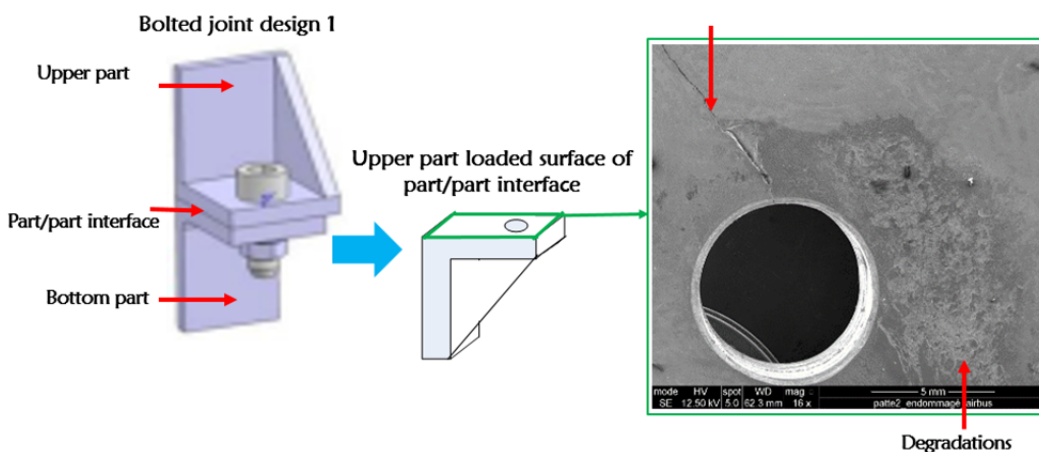 Bolted joint design 1
Upper part
Part/part interface
Bottom part
Upper part loaded surface of
part/part interface
mode HV spot WD mag
5 mm
SE 12.50 kV 5.0 62.3 mm 16 x
patte2_endommagé airbus
Degradations